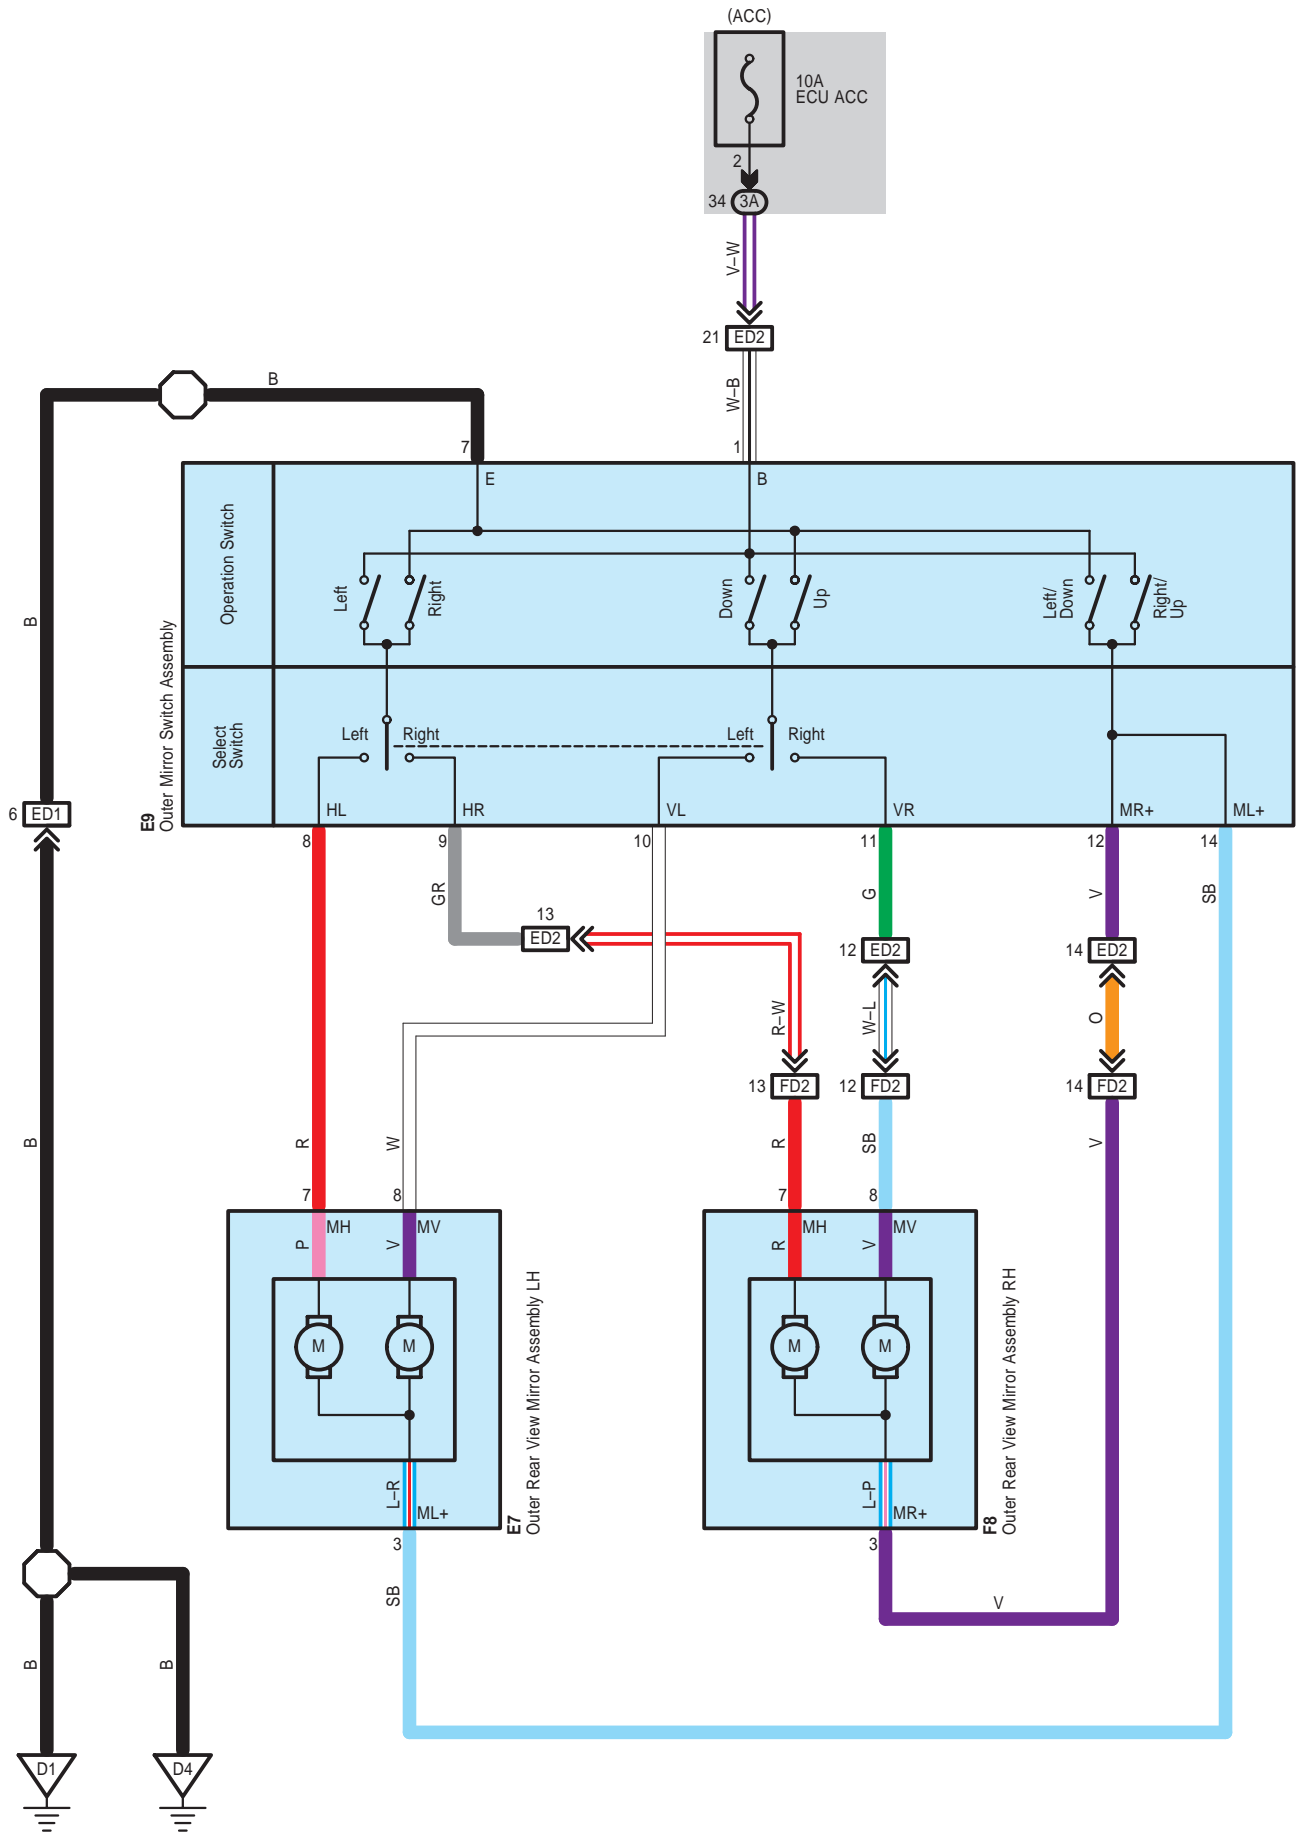 (ACC)
10A
ECU ACC
2
34
3A
V–W
21
ED2
W–B
B
7
1
E
B
B
Operation Switch
Left
Right
Down
Up
Left/
Down
Right/
Up
E9
Outer Mirror Switch Assembly
Select
Switch
Left
Right
Left
Right
6
ED1
HL
HR
VL
VR
MR+
ML+
8
9
10
11
12
14
GR
G
V
SB
13
ED2
12
ED2
14
ED2
R–W
W–L
O
13
FD2
12
FD2
14
FD2
B
R
W
R
SB
V
7
8
7
8
MH
MV
MH
MV
P
V
R
V
M
M
M
M
E7
Outer Rear View Mirror Assembly LH
F8
Outer Rear View Mirror Assembly RH
L–R
ML+
L–P
MR+
3
3
SB
V
B
B
D1
D4